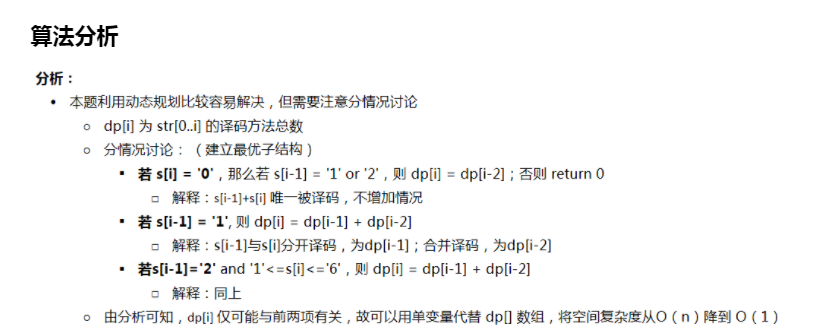 算法分析
分析：
• 本题利用动态规划比较容易解决，但需要注意分情况讨论
○ dp[i] 为 str[0..i] 的译码方法总数
○ 分情况讨论：（建立最优子结构）
▪ 若 s[i] = '0'，那么若 s[i-1] = '1' or '2'，则 dp[i] = dp[i-2]；否则 return 0
□ 解释：s[i-1]+s[i] 唯一被译码，不增加情况
▪ 若 s[i-1] = '1', 则 dp[i] = dp[i-1] + dp[i-2]
□ 解释：s[i-1]与s[i]分开译码，为dp[i-1]；合并译码，为dp[i-2]
▪ 若s[i-1]='2' and '1'<=s[i]<='6'，则 dp[i] = dp[i-1] + dp[i-2]
□ 解释：同上
○ 由分析可知，dp[i] 仅可能与前两项有关，故可以用单变量代替 dp[] 数组，将空间复杂度从O（n）降到 O（1）